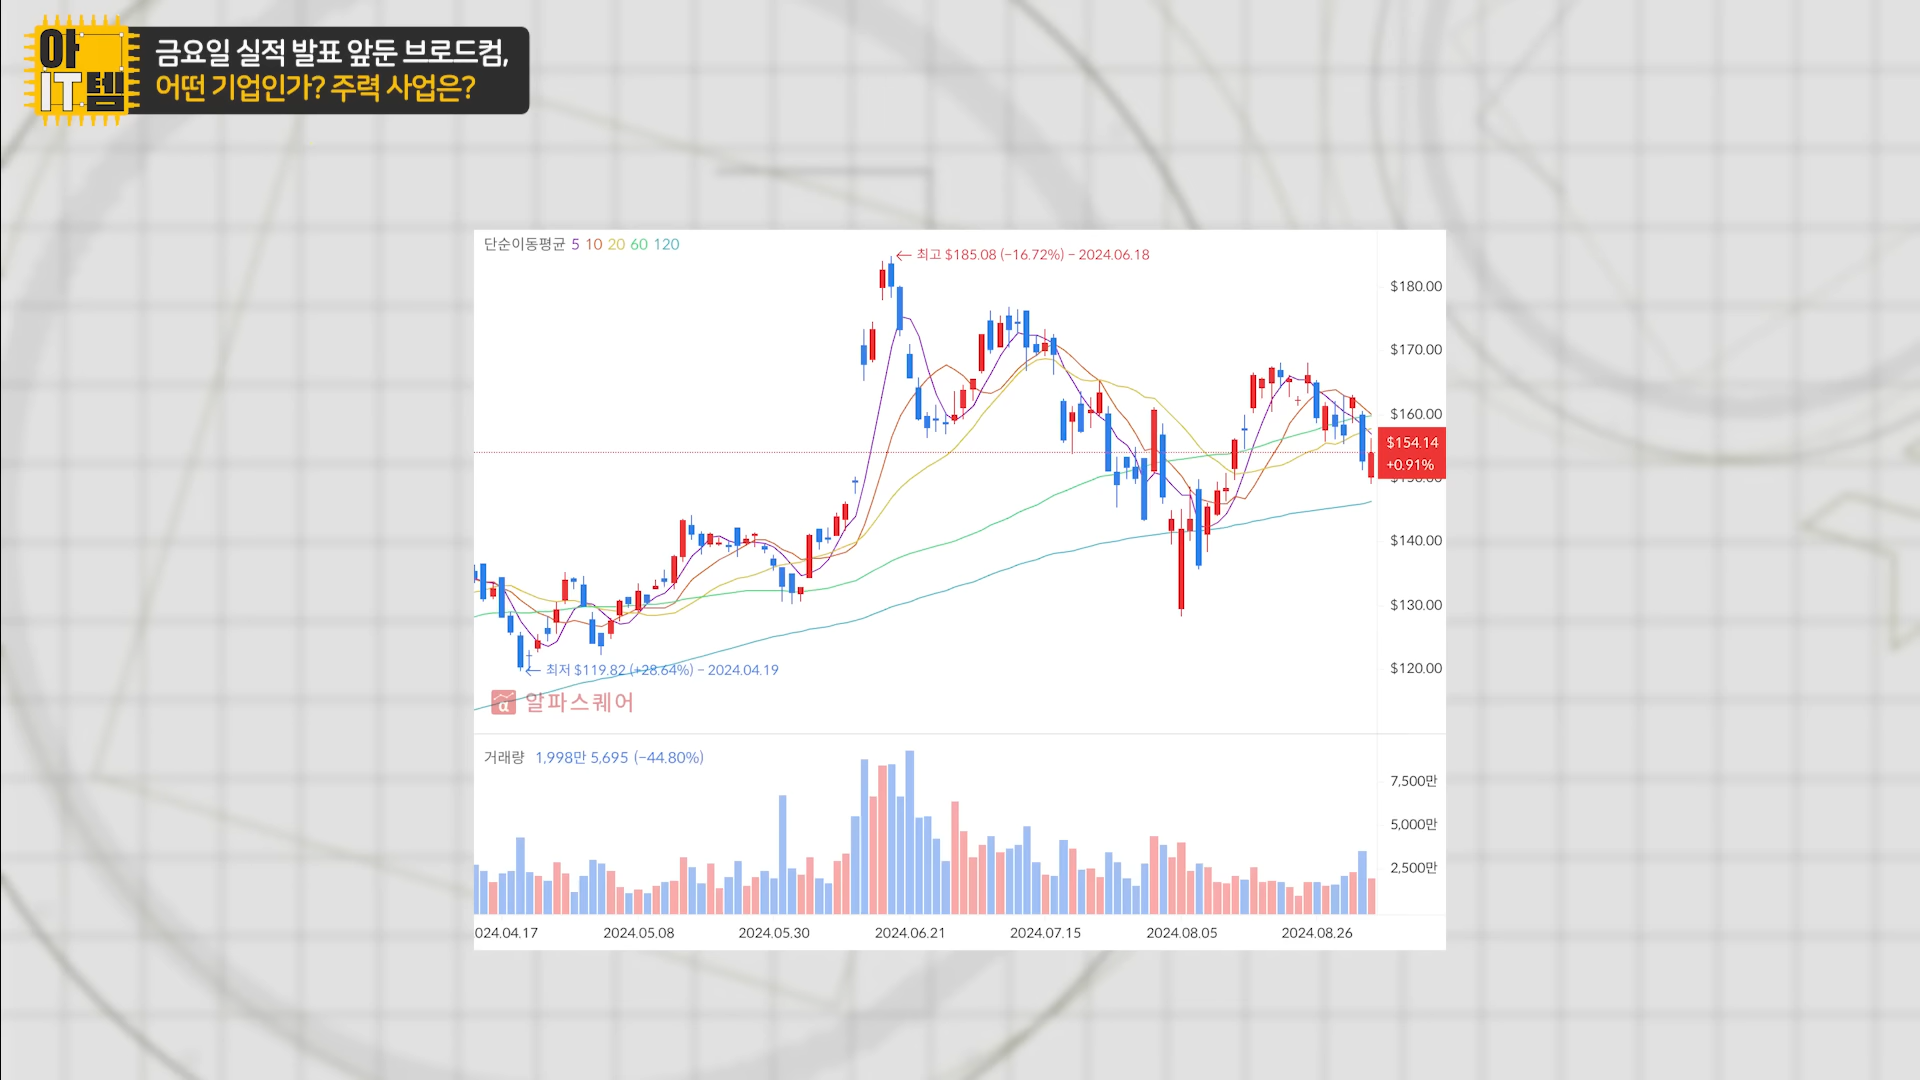 아
IT템
금요일 실적 발표 앞둔 브로드컴,
어떤 기업인가? 주력 사업은?
단순이동평균 5 10 20 60 120
← 최고 $185.08 (−16.72%) − 2024.06.18
$180.00
$170.00
$160.00
$154.14
+0.91%
$150.00
$140.00
$130.00
$120.00
← 최저 $119.82 (+28.64%) − 2024.04.19
α 알파스퀘어
거래량 1,998만 5,695 (−44.80%)
7,500만
5,000만
2,500만
024.04.17 2024.05.08 2024.05.30 2024.06.21 2024.07.15 2024.08.05 2024.08.26